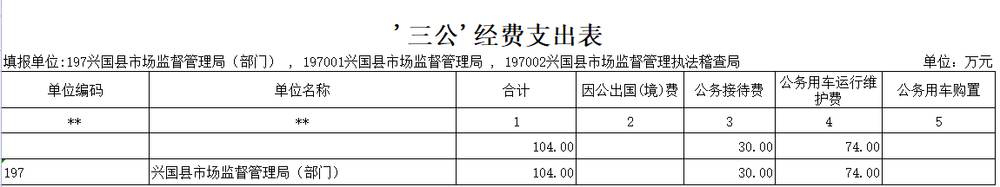 '三公'经费支出表
填报单位:197兴国县市场监督管理局（部门） , 197001兴国县市场监督管理局 , 197002兴国县市场监督管理执法稽查局 单位：万元
单位编码 单位名称 合计 因公出国(境)费 公务接待费 公务用车运行维护费 公务用车购置
** ** 1 2 3 4 5
104.00 30.00 74.00
197 兴国县市场监督管理局（部门） 104.00 30.00 74.00